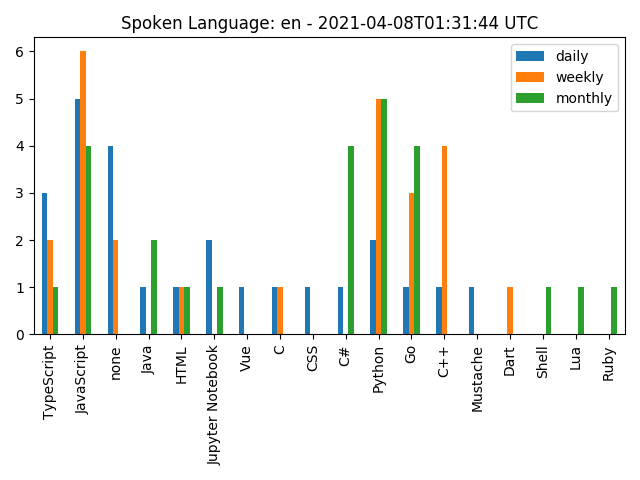 Spoken Language: en - 2021-04-08T01:31:44 UTC
daily
weekly
monthly
6
5
4
3
2
1
0
TypeScript
JavaScript
none
Java
HTML
Jupyter Notebook
Vue
C
CSS
C#
Python
Go
C++
Mustache
Dart
Shell
Lua
Ruby